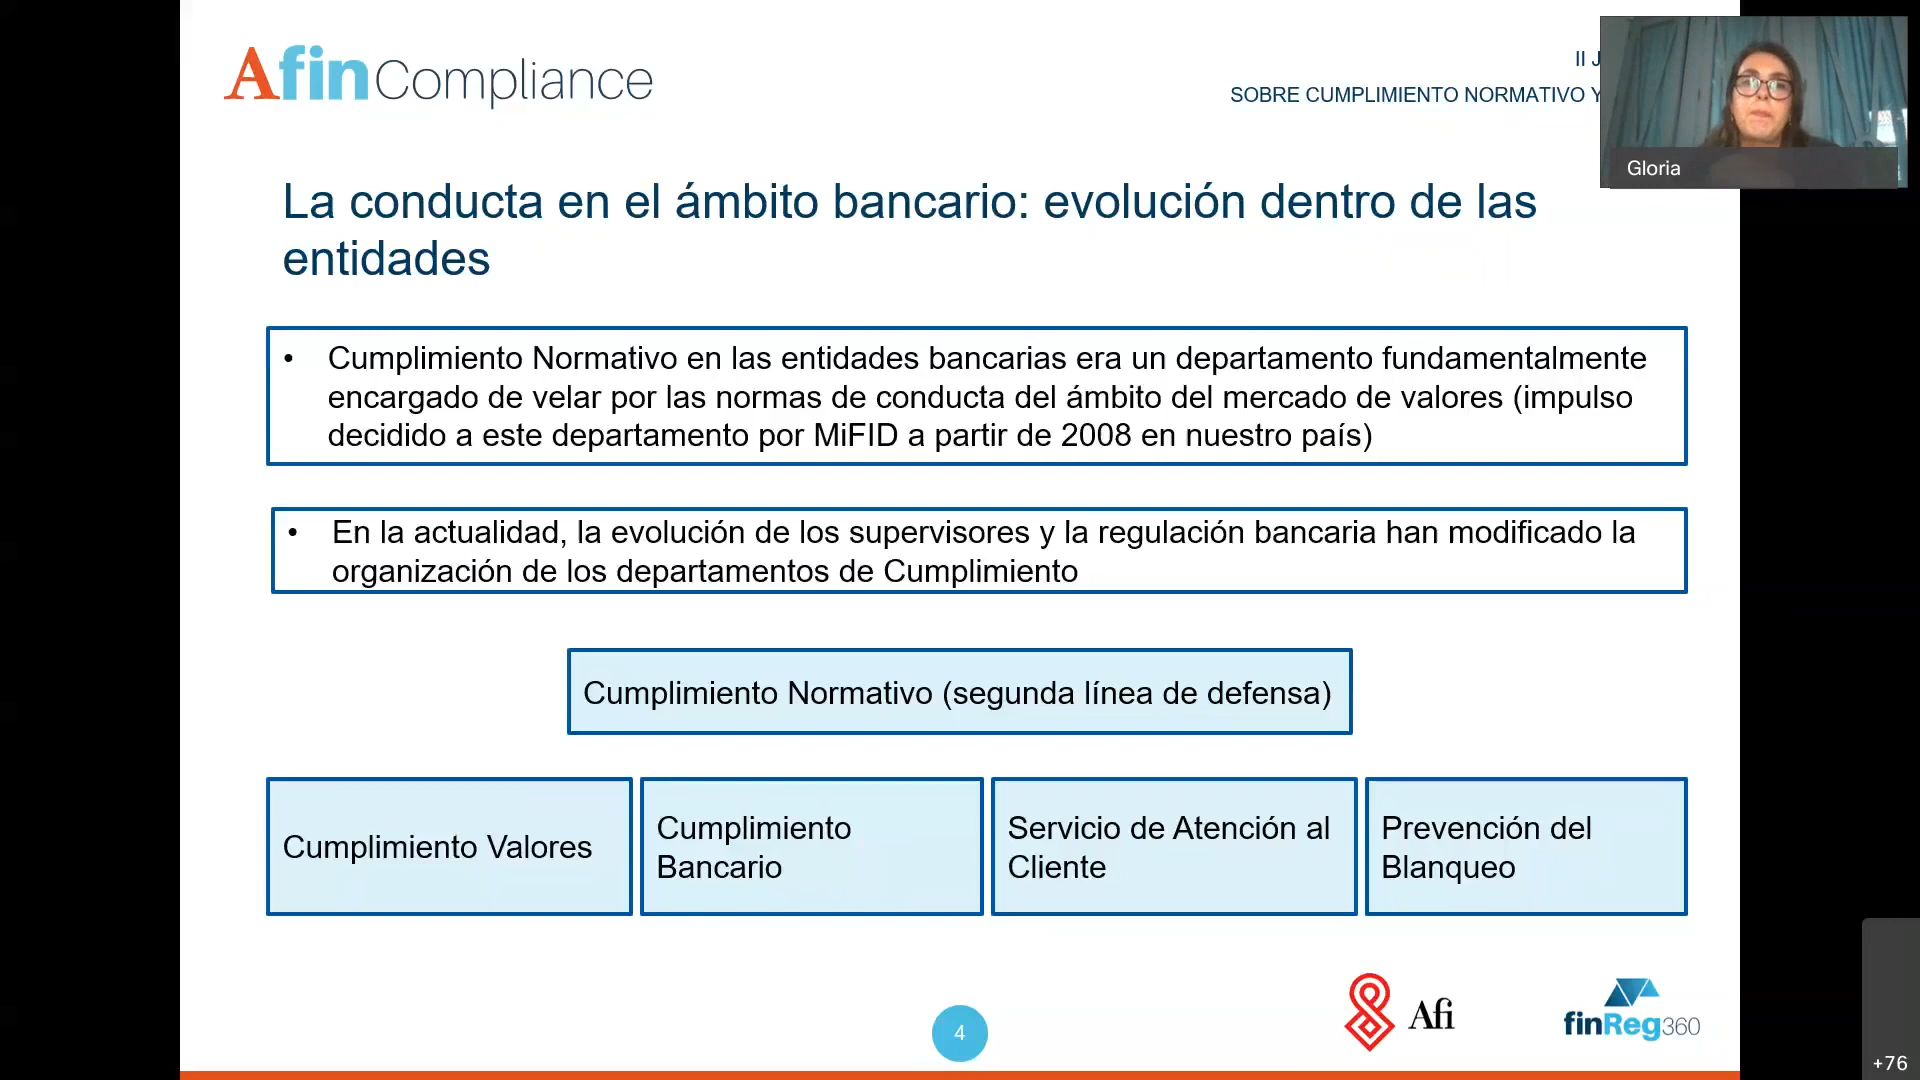 Afin Compliance
II J
SOBRE CUMPLIMIENTO NORMATIVO Y
Gloria
La conducta en el ámbito bancario: evolución dentro de las
entidades
• Cumplimiento Normativo en las entidades bancarias era un departamento fundamentalmente
encargado de velar por las normas de conducta del ámbito del mercado de valores (impulso
decidido a este departamento por MiFID a partir de 2008 en nuestro país)
• En la actualidad, la evolución de los supervisores y la regulación bancaria han modificado la
organización de los departamentos de Cumplimiento
Cumplimiento Normativo (segunda línea de defensa)
Cumplimiento Valores
Cumplimiento
Bancario
Servicio de Atención al
Cliente
Prevención del
Blanqueo
4
Afi
finReg360
+76